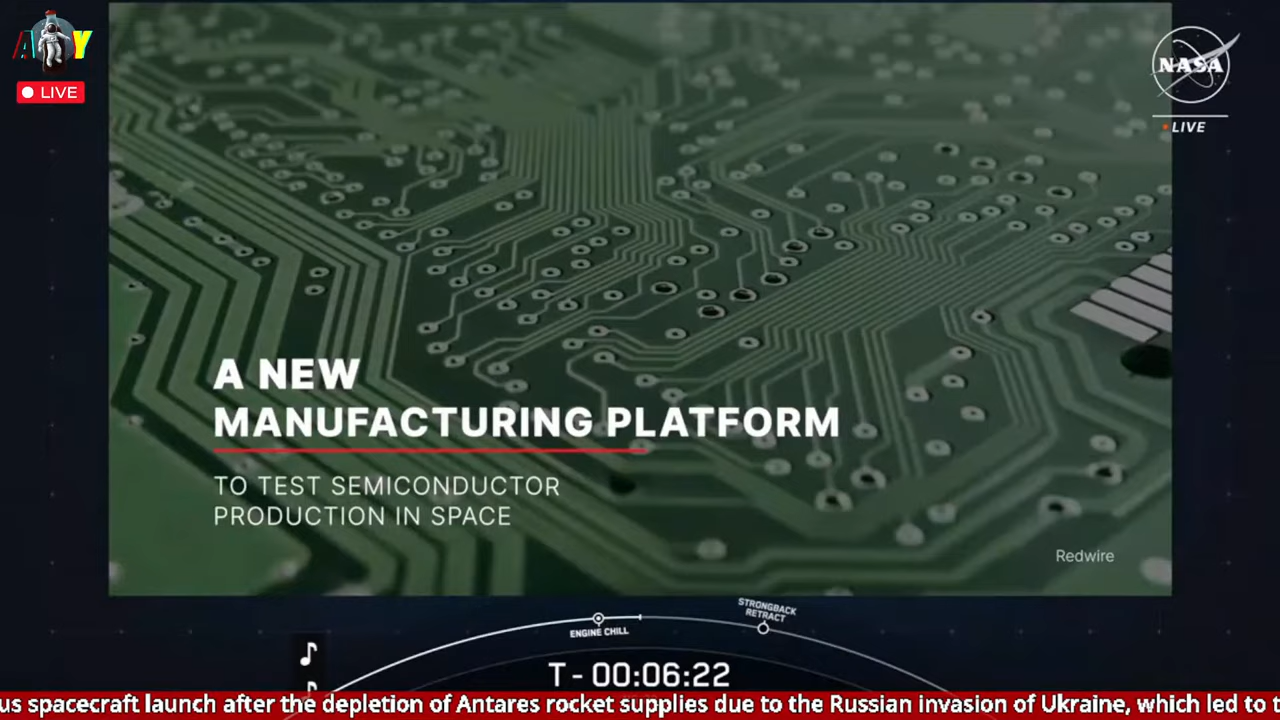 AY
LIVE
NASA
LIVE
A NEW
MANUFACTURING PLATFORM
TO TEST SEMICONDUCTOR
PRODUCTION IN SPACE
Redwire
STRONGBACK
RETRACT
ENGINE CHILL
T- 00:06:22
us spacecraft launch after the depletion of Antares rocket supplies due to the Russian invasion of Ukraine, which led to t